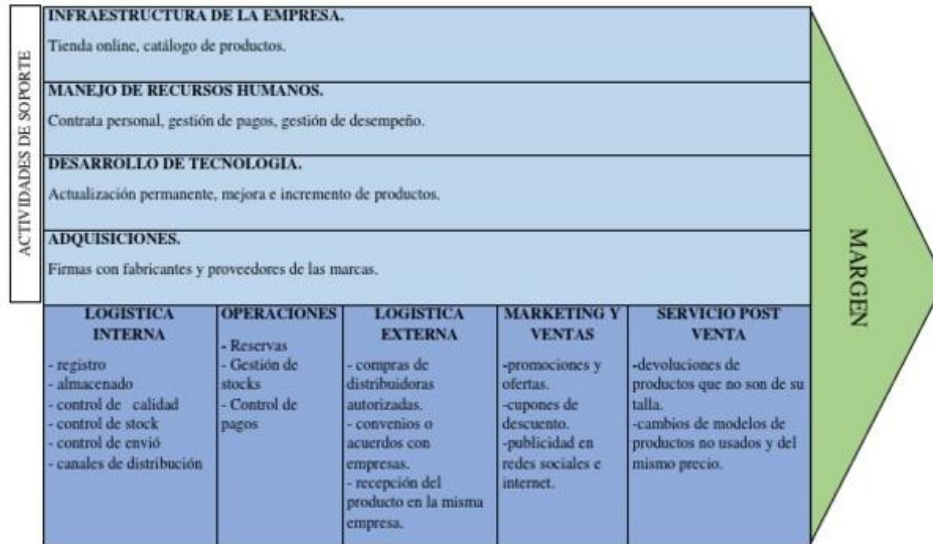 ACTIVIDADES DE SOPORTE
INFRAESTRUCTURA DE LA EMPRESA.
Tienda online, catálogo de productos.
MANEJO DE RECURSOS HUMANOS.
Contrata personal, gestión de pagos, gestión de desempeño.
DESARROLLO DE TECNOLOGIA.
Actualización permanente, mejora e incremento de productos.
ADQUISICIONES.
Firmas con fabricantes y proveedores de las marcas.
LOGISTICA
INTERNA
- registro
- almacenado
- control de calidad
- control de stock
- control de envió
- canales de distribución
OPERACIONES
- Reservas
- Gestión de
stocks
- Control de
pagos
LOGISTICA
EXTERNA
- compras de
distribuidoras
autorizadas.
- convenios o
acuerdos con
empresas.
- recepción del
producto en la misma
empresa.
MARKETING Y
VENTAS
-promociones y
ofertas.
-cupones de
descuento.
-publicidad en
redes sociales e
internet.
SERVICIO POST
VENTA
-devoluciones de
productos que no son de su
talla.
-cambios de modelos de
productos no usados y del
mismo precio.
MARGEN